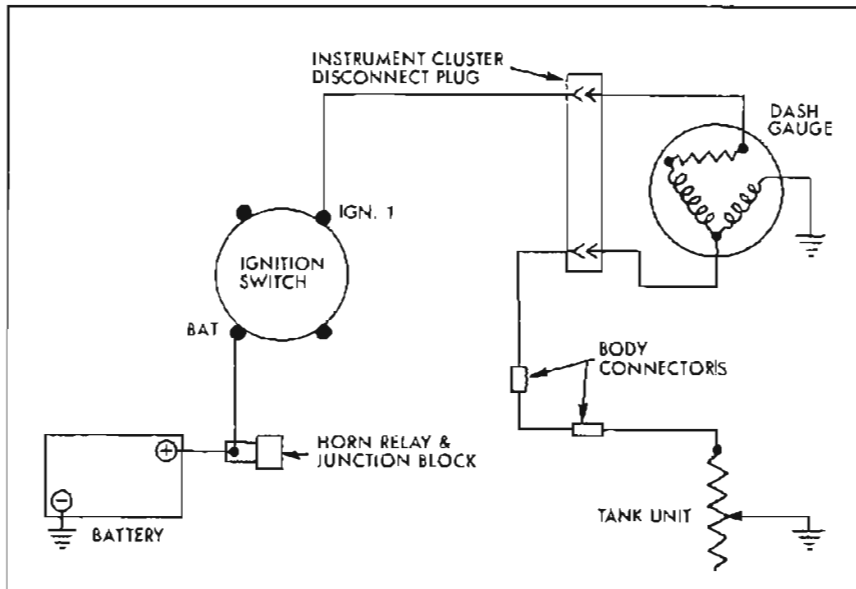 INSTRUMENT CLUSTER
DISCONNECT PLUG
DASH
GAUGE
IGN. 1
IGNITION
SWITCH
BAT
BODY
CONNECTORS
HORN RELAY &
JUNCTION BLOCK
TANK UNIT
BATTERY